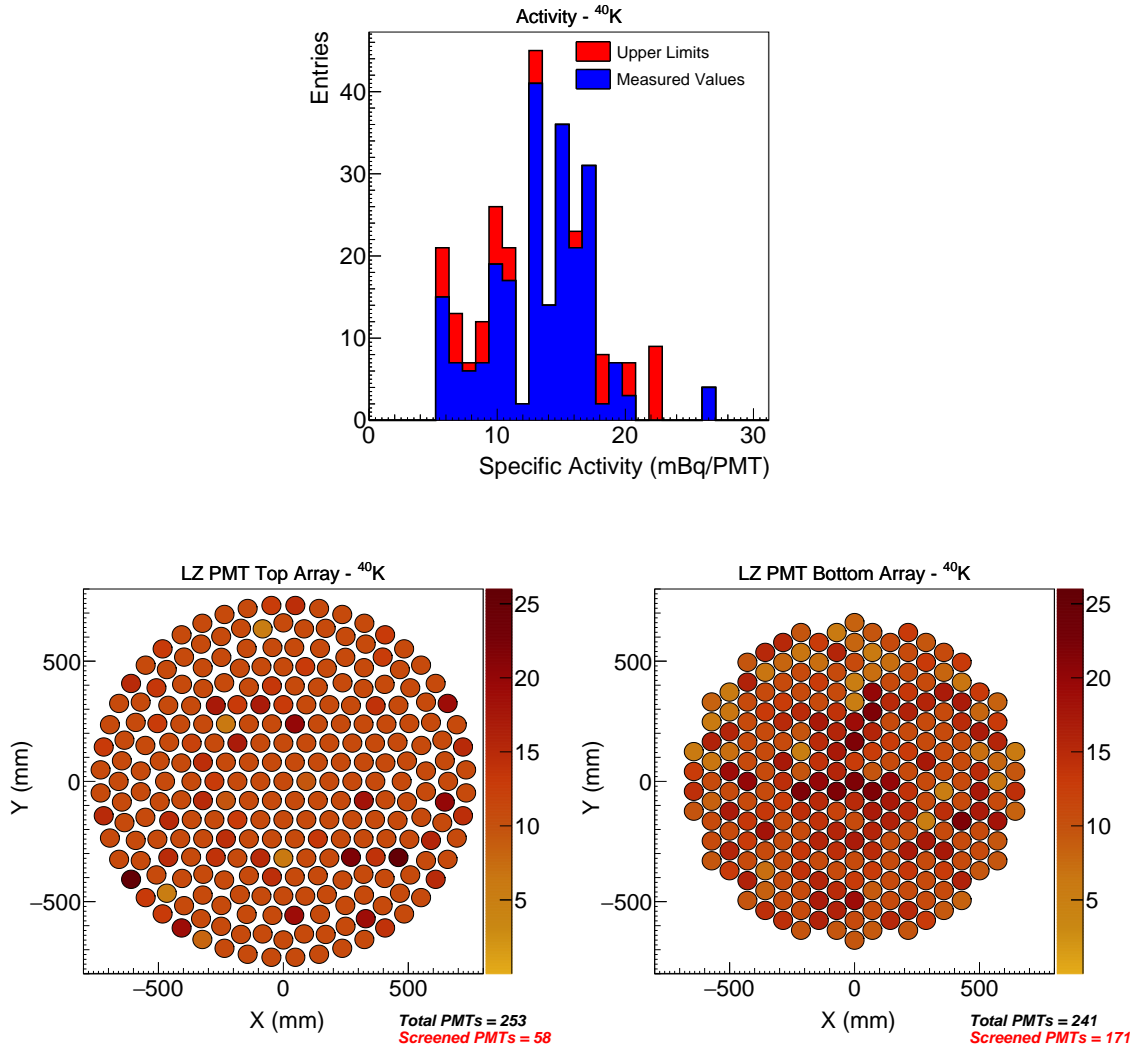 Activity - ⁴⁰K
Entries
Upper Limits
Measured Values
40
30
20
10
0
0 10 20 30
Specific Activity (mBq/PMT)
LZ PMT Top Array - ⁴⁰K
Y (mm)
500
0
−500
25
20
15
10
5
−500 0 500
X (mm)
Total PMTs = 253
Screened PMTs = 58
LZ PMT Bottom Array - ⁴⁰K
Y (mm)
500
0
−500
25
20
15
10
5
−500 0 500
X (mm)
Total PMTs = 241
Screened PMTs = 171